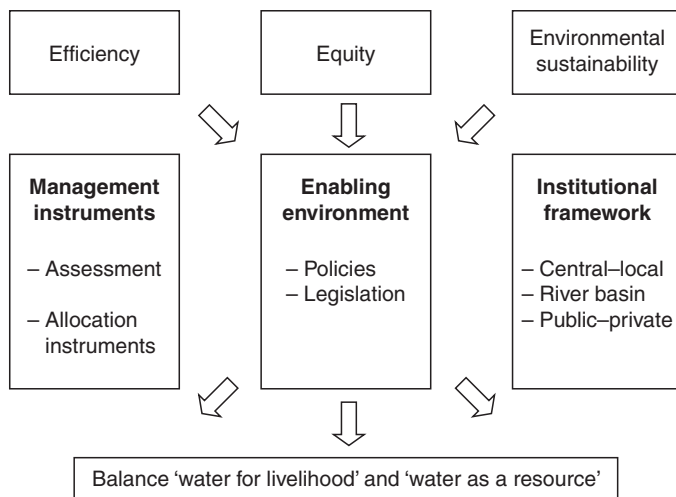 Efficiency
Equity
Environmental
sustainability
Management
instruments
– Assessment
– Allocation
instruments
Enabling
environment
– Policies
– Legislation
Institutional
framework
– Central–local
– River basin
– Public–private
Balance ‘water for livelihood’ and ‘water as a resource’